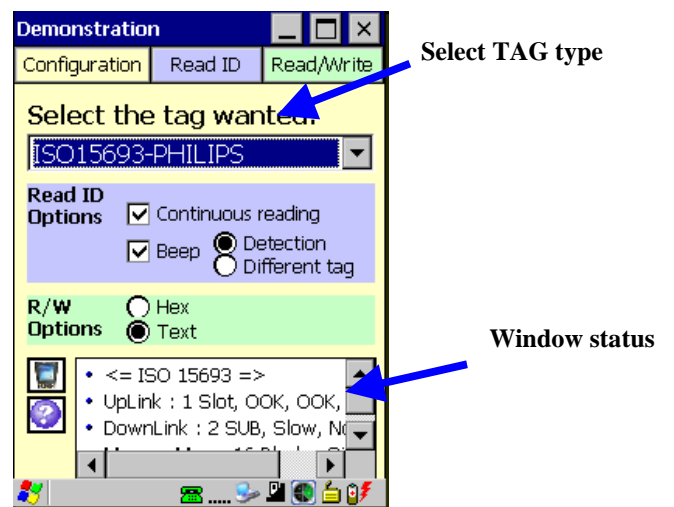 Demonstration
Configuration Read ID Read/Write
Select TAG type
Select the tag wanted:
ISO15693-PHILIPS
Read ID
Options
Continuous reading
Beep
Detection
Different tag
R/W
Options
Hex
Text
Window status
<= ISO 15693 =>
UpLink : 1 Slot, OOK, OOK,
DownLink : 2 SUB, Slow,